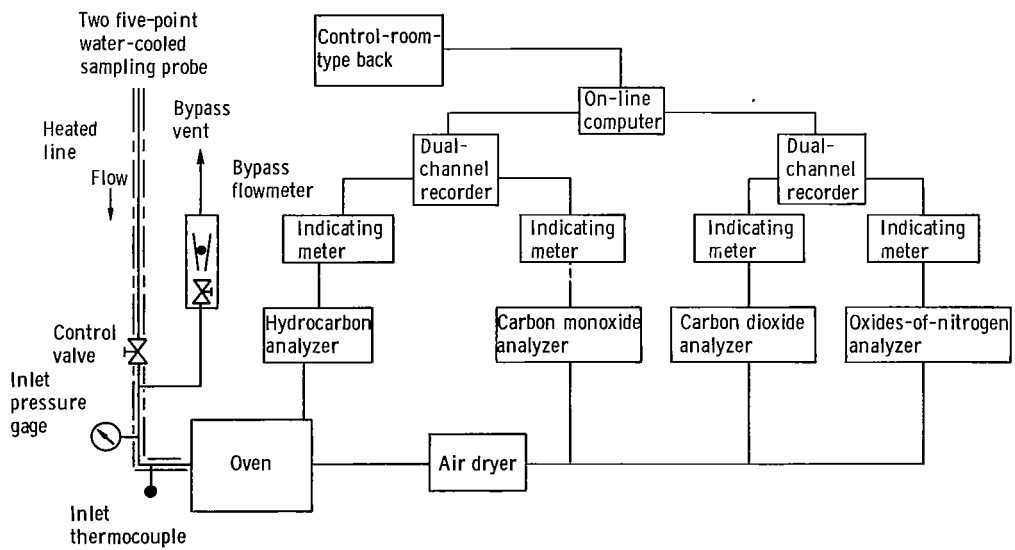 Two five-point
water-cooled
sampling probe
Control-room-
type back
On-line
computer
Heated
line
Bypass
vent
Flow
Bypass
flowmeter
Dual-
channel
recorder
Dual-
channel
recorder
Indicating
meter
Indicating
meter
Indicating
meter
Indicating
meter
Control
valve
Hydrocarbon
analyzer
Carbon monoxide
analyzer
Carbon dioxide
analyzer
Oxides-of-nitrogen
analyzer
Inlet
pressure
gage
Oven
Air dryer
Inlet
thermocouple